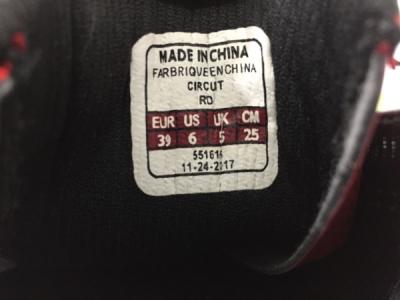 MADE IN CHINA
FARBRIQUEENCHINA
CIRCUT
RD
EUR US UK CM
39 6 5 25
551616
11-24-2017